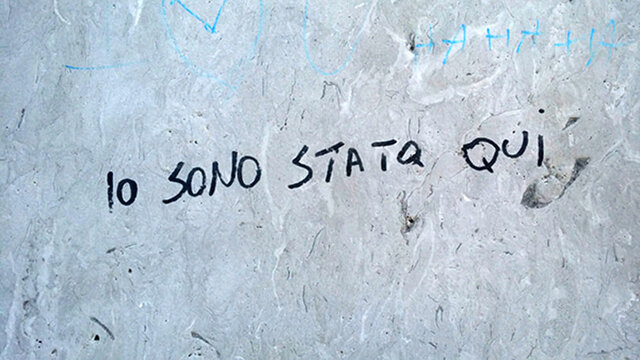 IO SONO STATA QUI